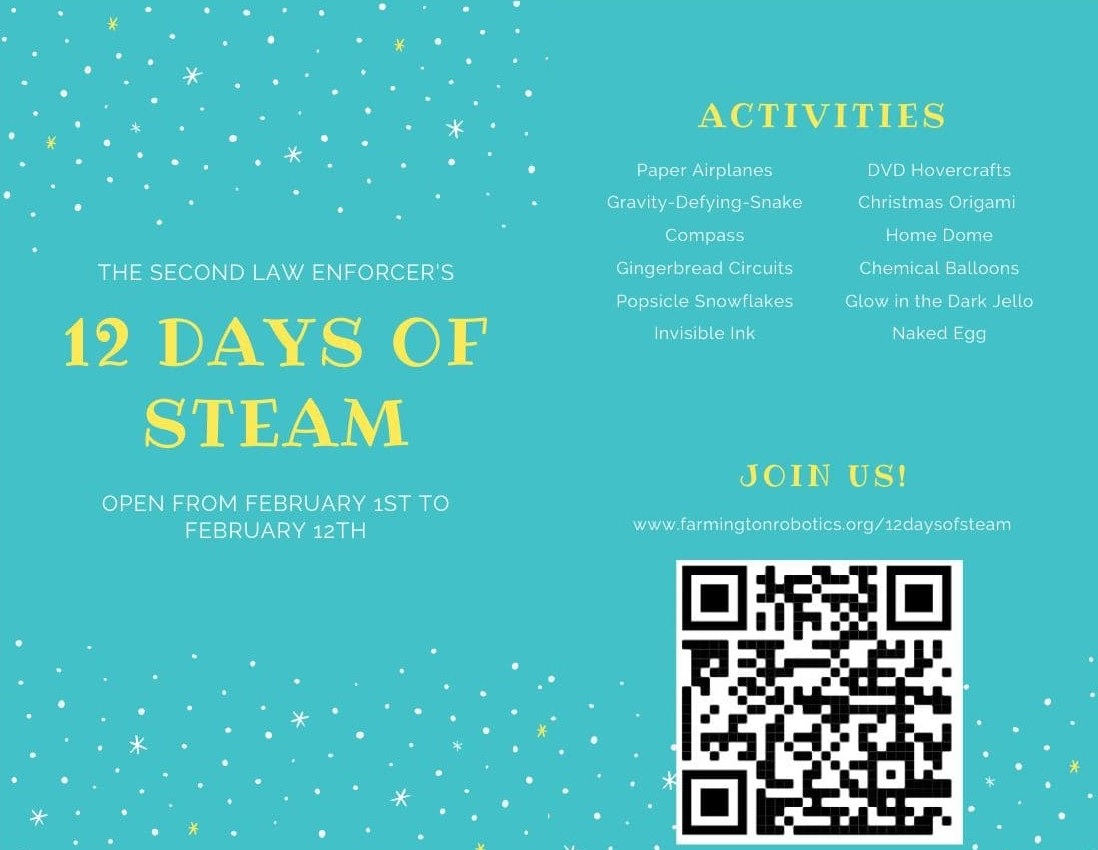 THE SECOND LAW ENFORCER'S
12 DAYS OF
STEAM
OPEN FROM FEBRUARY 1ST TO
FEBRUARY 12TH
ACTIVITIES
Paper Airplanes
Gravity-Defying-Snake
Compass
Gingerbread Circuits
Popsicle Snowflakes
Invisible Ink
DVD Hovercrafts
Christmas Origami
Home Dome
Chemical Balloons
Glow in the Dark Jello
Naked Egg
JOIN US!
www.farmingtonrobotics.org/12daysofsteam